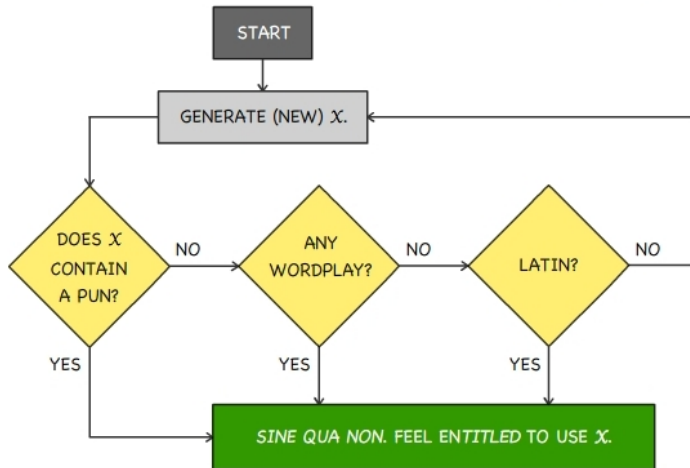 START
GENERATE (NEW) X.
DOES X
CONTAIN
A PUN?
NO
ANY
WORDPLAY?
NO
LATIN?
NO
YES
YES
YES
SINE QUA NON. FEEL ENTITLED TO USE X.